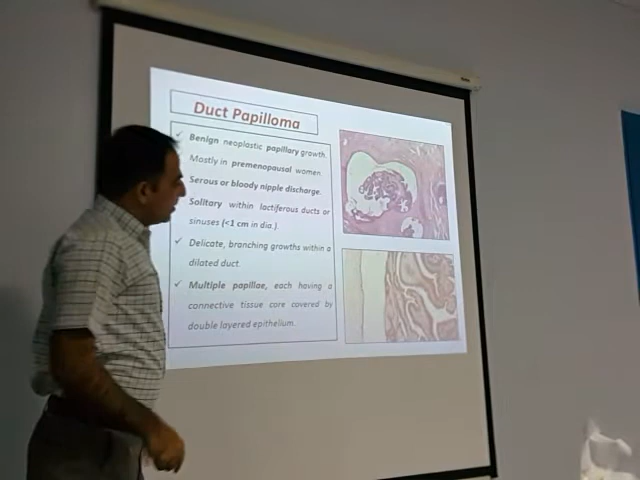 Duct Papilloma
✓ Benign neoplastic papillary growth.
Mostly in premenopausal women.
Serous or bloody nipple discharge.
Solitary within lactiferous ducts or
sinuses (<1 cm in dia.).
✓ Delicate, branching growths within a
dilated duct.
✓ Multiple papillae, each having a
connective tissue core covered by
double layered epithelium.